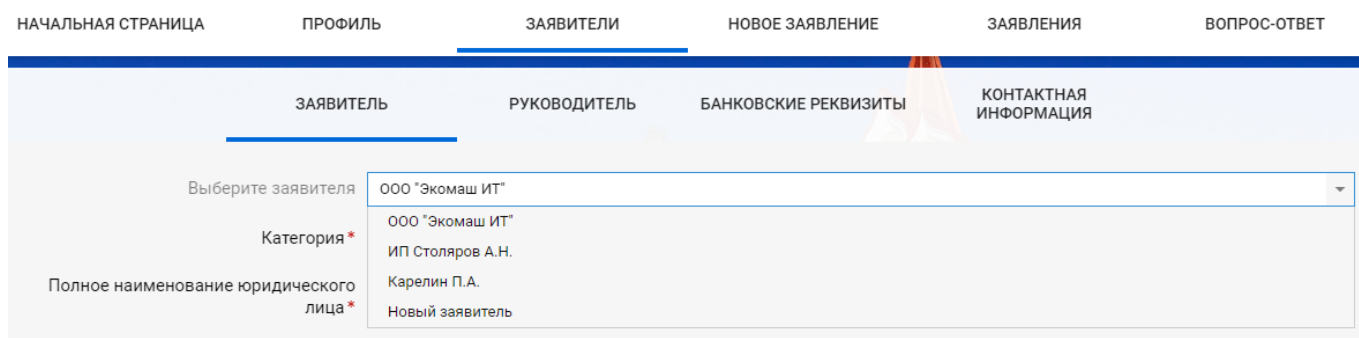 НАЧАЛЬНАЯ СТРАНИЦА ПРОФИЛЬ ЗАЯВИТЕЛИ НОВОЕ ЗАЯВЛЕНИЕ ЗАЯВЛЕНИЯ ВОПРОС-ОТВЕТ
ЗАЯВИТЕЛЬ РУКОВОДИТЕЛЬ БАНКОВСКИЕ РЕКВИЗИТЫ КОНТАКТНАЯ
ИНФОРМАЦИЯ
Выберите заявителя ООО "Экомаш ИТ"
ООО "Экомаш ИТ"
Категория *
ИП Столяров А.Н.
Карелин П.А.
Полное наименование юридического
лица *
Новый заявитель